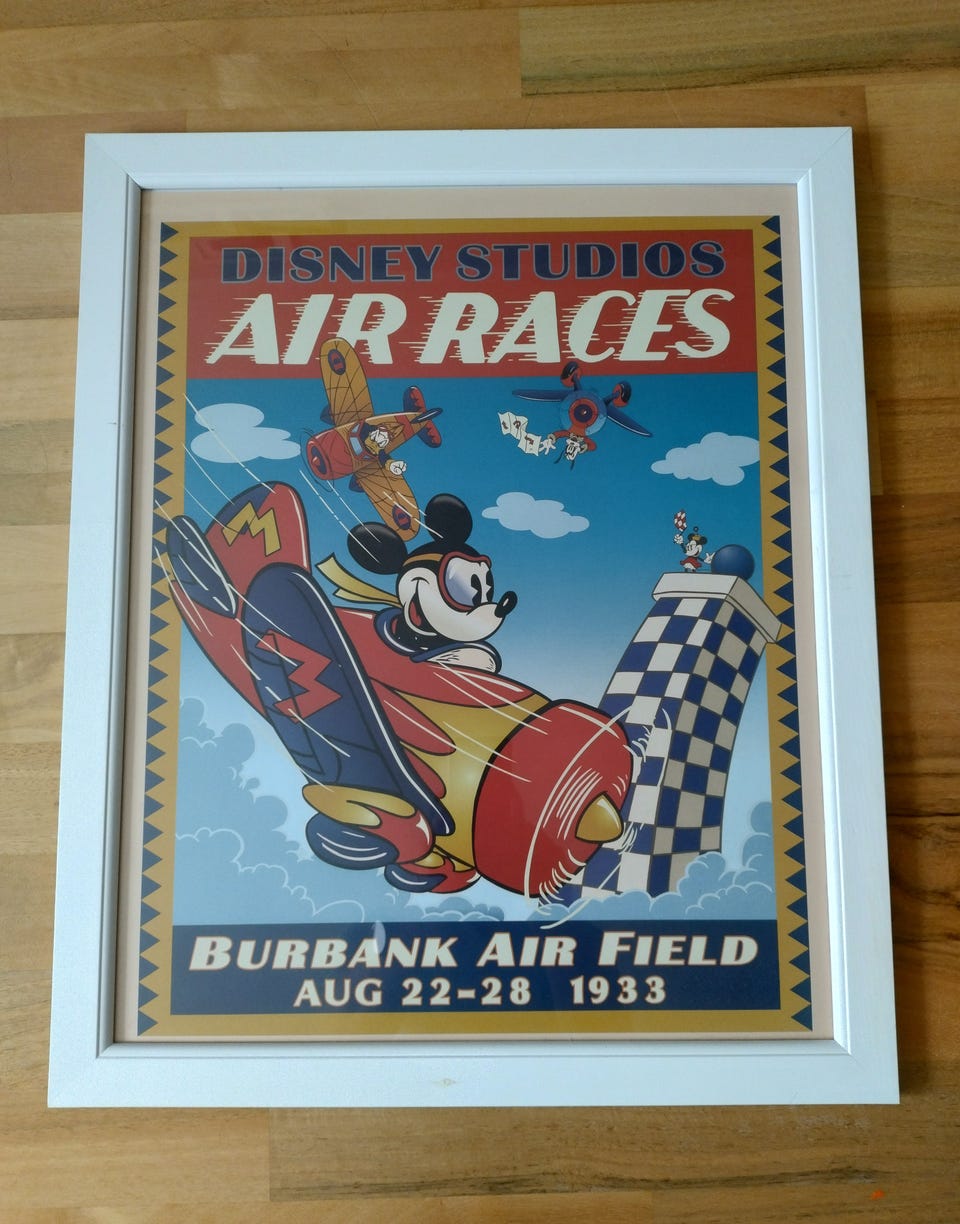 DISNEY STUDIOS
AIR RACES
M
M
BURBANK AIR FIELD
AUG 22-28 1933